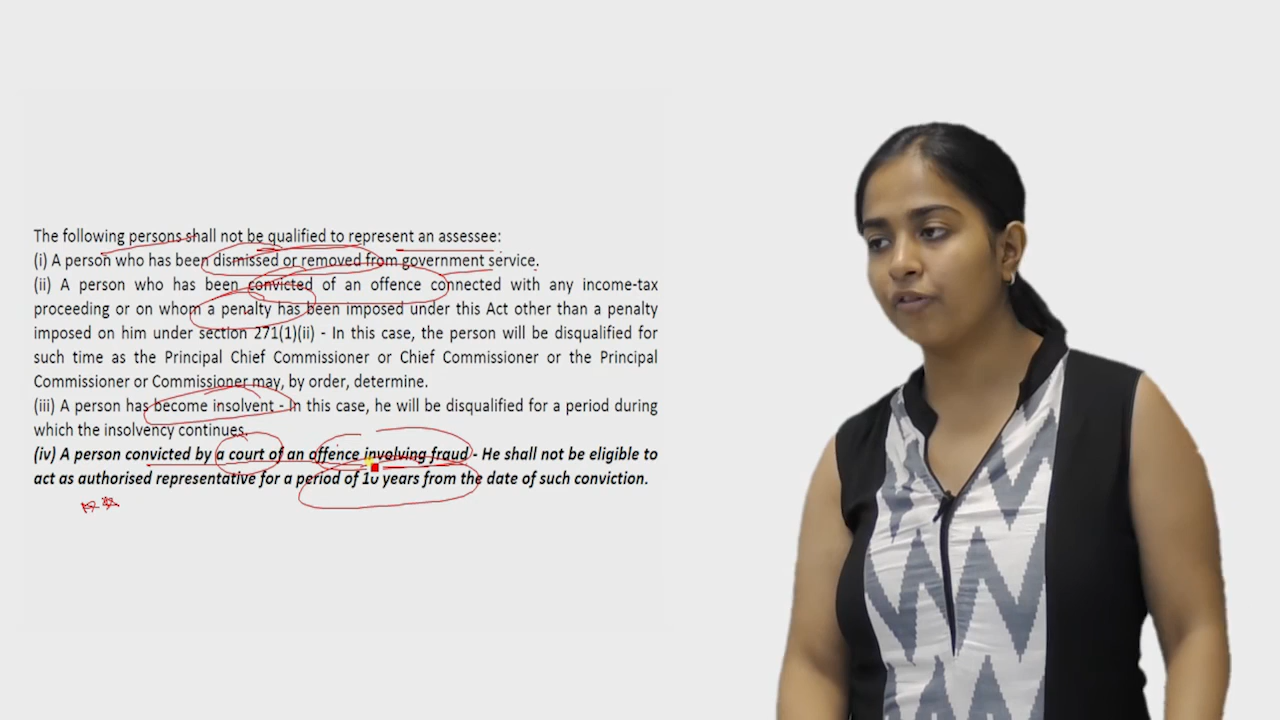 The following persons shall not be qualified to represent an assessee:
(i) A person who has been dismissed or removed from government service.
(ii) A person who has been convicted of an offence connected with any income-tax
proceeding or on whom a penalty has been imposed under this Act other than a penalty
imposed on him under section 271(1)(ii) - In this case, the person will be disqualified for
such time as the Principal Chief Commissioner or Chief Commissioner or the Principal
Commissioner or Commissioner may, by order, determine.
(iii) A person has become insolvent - In this case, he will be disqualified for a period during
which the insolvency continues.
(iv) A person convicted by a court of an offence involving fraud - He shall not be eligible to
act as authorised representative for a period of 10 years from the date of such conviction.